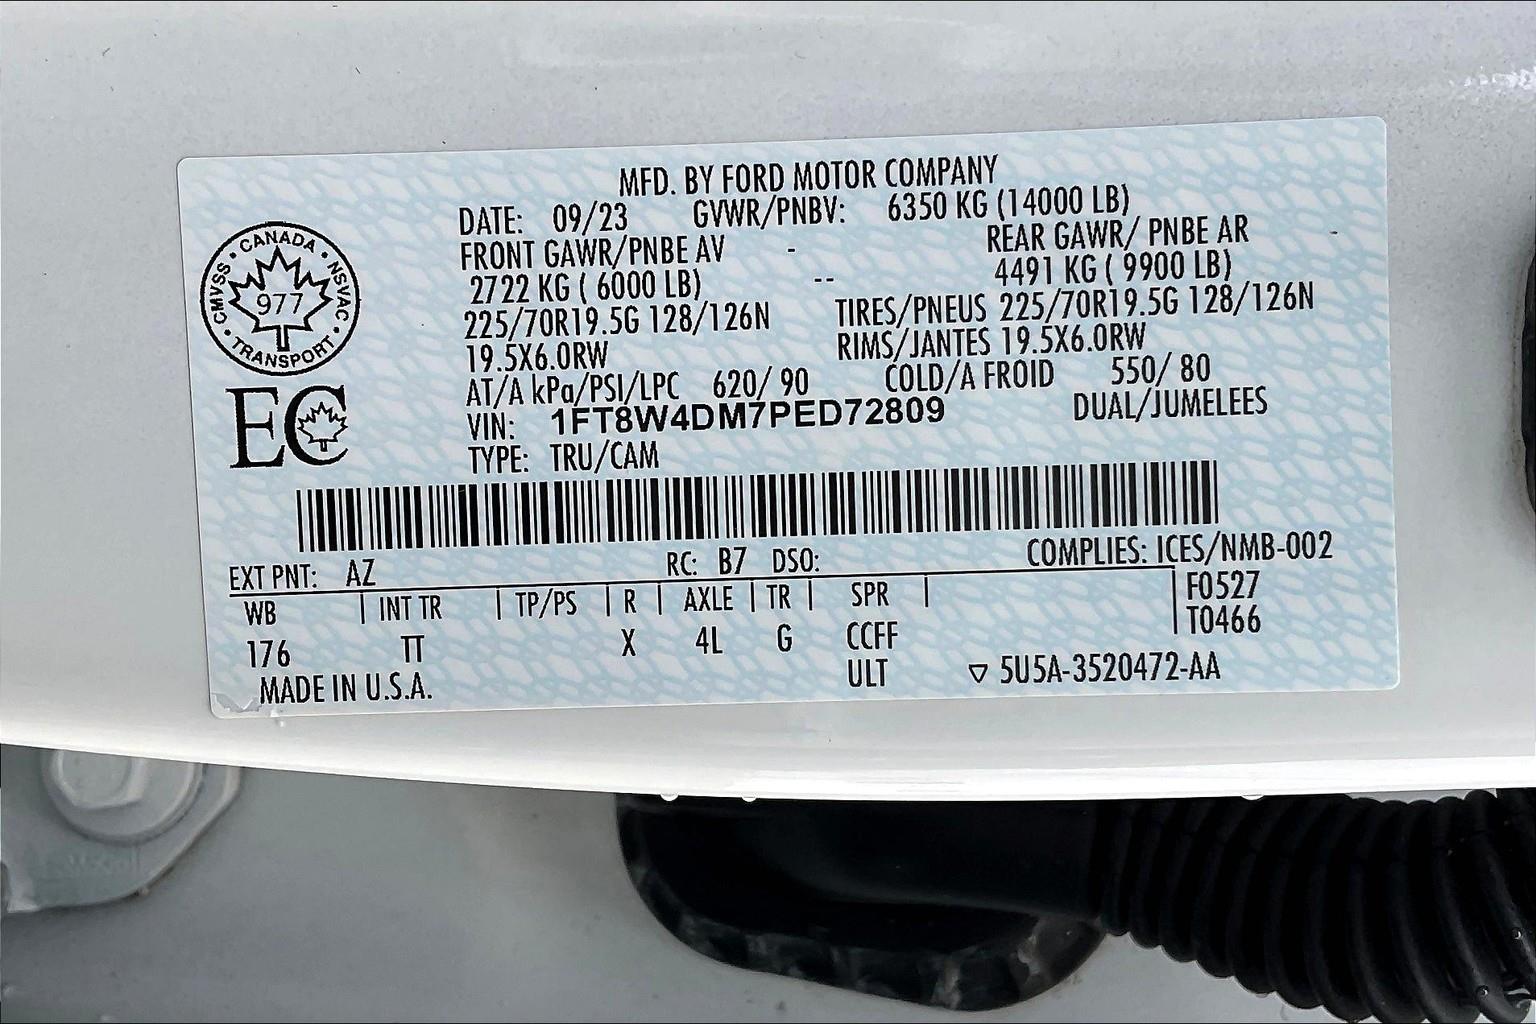 MFD. BY FORD MOTOR COMPANY
DATE: 09/23 GVWR/PNBV: 6350 KG (14000 LB)
FRONT GAWR/PNBE AV - REAR GAWR/ PNBE AR -
2722 KG ( 6000 LB) -- 4491 KG ( 9900 LB)
225/70R19.5G 128/126N TIRES/PNEUS 225/70R19.5G 128/126N
19.5X6.0RW RIMS/JANTES 19.5X6.0RW
AT/A kPa/PSI/LPC 620/ 90 COLD/A FROID 550/ 80
VIN: 1FT8W4DM7PED72809 DUAL/JUMELEES
TYPE: TRU/CAM
CANADA
CMVSS • NSVAC
977
TRANSPORT
EC
EXT PNT: AZ RC: B7 DSO: COMPLIES: ICES/NMB-002
WB | INT TR | TP/PS | R | AXLE | TR | SPR | F0527
176 TT X 4L G CCFF T0466
MADE IN U.S.A. ULT ▽ 5U5A-3520472-AA